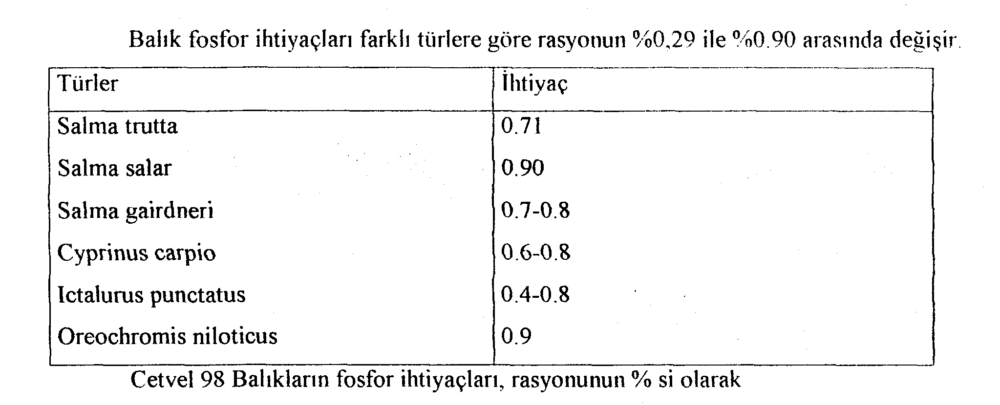 Balık fosfor ihtiyaçları farklı türlere göre rasyonun %0,29 ile %0.90 arasında değişir.
Türler İhtiyaç
Salma trutta 0.71
Salma salar 0.90
Salma gairdneri 0.7-0.8
Cyprinus carpio 0.6-0.8
Ictalurus punctatus 0.4-0.8
Oreochromis niloticus 0.9
Cetvel 98 Balıkların fosfor ihtiyaçları, rasyonunun % si olarak